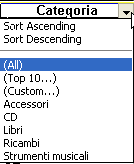 Categoria
Sort Ascending
Sort Descending
(All)
(Top 10...)
(Custom...)
Accessori
CD
Libri
Ricambi
Strumenti musicali